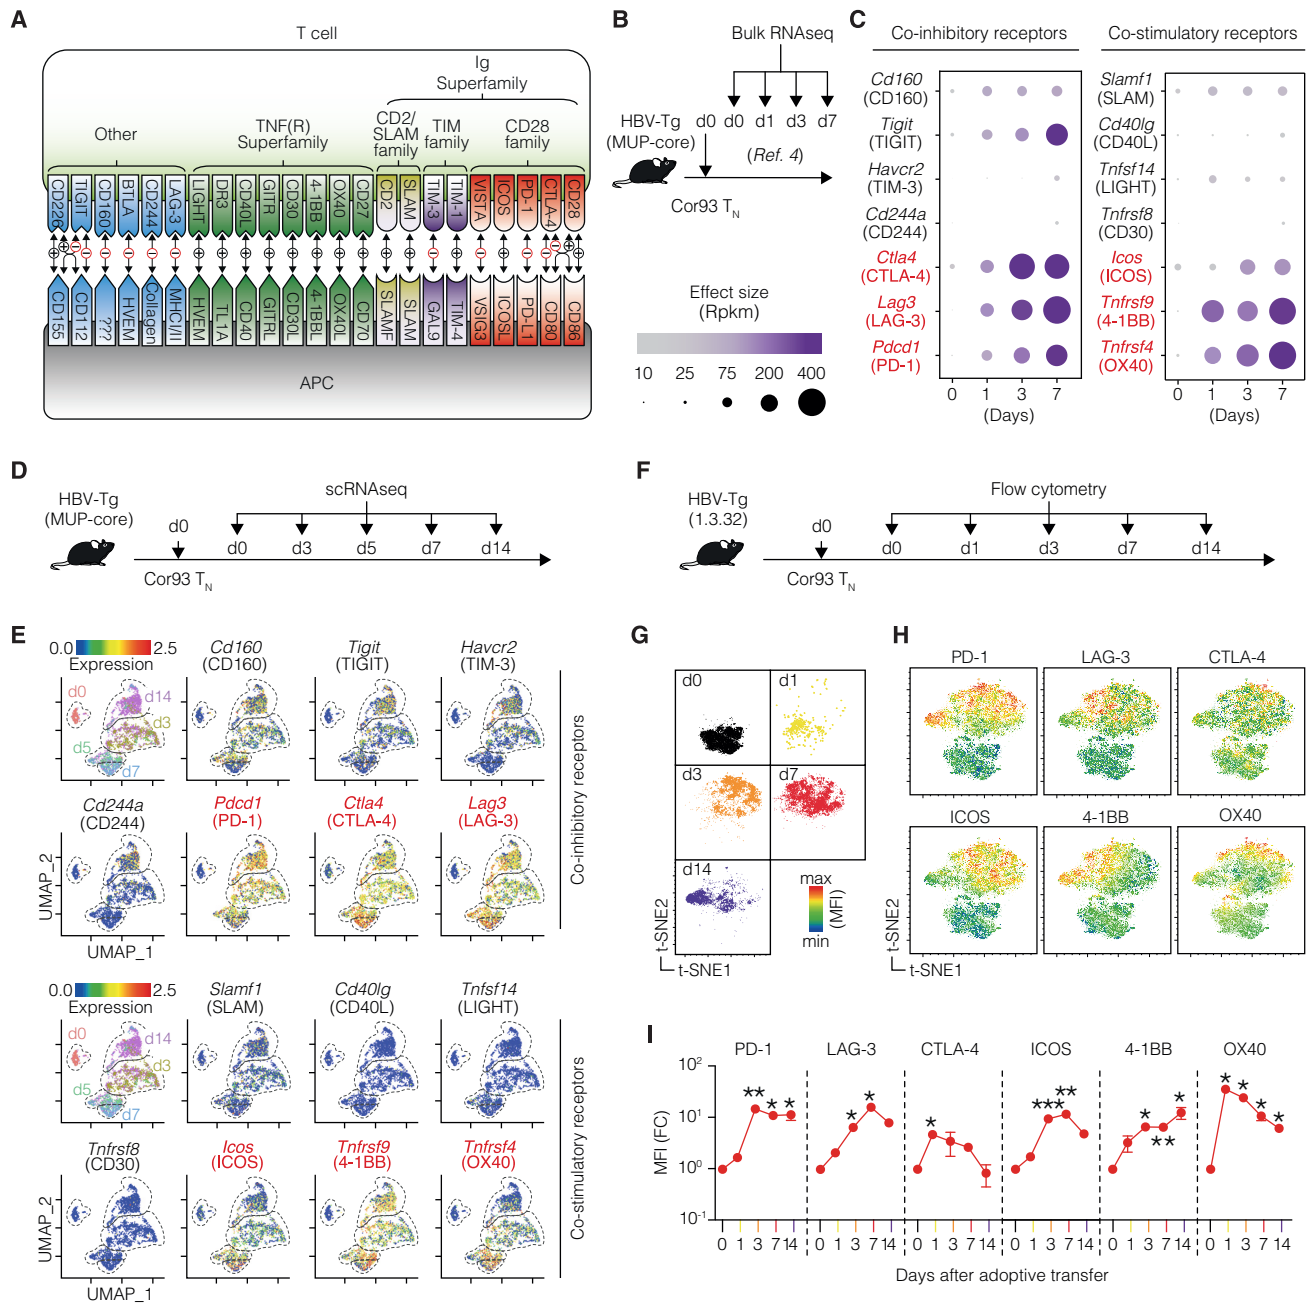 A
T cell
Ig
Superfamily
Other
TNF(R)
Superfamily
CD2/
SLAM
family
TIM
family
CD28
family
CD226
TIGIT
CD160
BTLA
CD244
LAG-3
LIGHT
DR3
CD40L
GITR
CD30
4-1BB
OX40
CD27
CD2
SLAM
TIM-3
TIM-1
VISTA
ICOS
PD-1
CTLA-4
CD28
CD155
CD112
???
HVEM
Collagen
MHCI/II
HVEM
TL1A
CD40
GITRL
CD30L
4-1BBL
OX40L
CD70
SLAMF
SLAM
GAL9
TIM-4
VSIG3
ICOSL
PD-L1
CD80
CD86
APC
B
Bulk RNAseq
HBV-Tg
(MUP-core)
d0
d0
d1
d3
d7
(Ref. 4)
Cor93 TN
Effect size
(Rpkm)
10 25 75 200 400
C
Co-inhibitory receptors
Cd160
(CD160)
Tigit
(TIGIT)
Havcr2
(TIM-3)
Cd244a
(CD244)
Ctla4
(CTLA-4)
Lag3
(LAG-3)
Pdcd1
(PD-1)
0 1 3 7
(Days)
Co-stimulatory receptors
Slamf1
(SLAM)
Cd40lg
(CD40L)
Tnfsf14
(LIGHT)
Tnfrsf8
(CD30)
Icos
(ICOS)
Tnfrsf9
(4-1BB)
Tnfrsf4
(OX40)
0 1 3 7
(Days)
D
HBV-Tg
(MUP-core)
scRNAseq
d0
d0 d3 d5 d7 d14
Cor93 TN
F
HBV-Tg
(1.3.32)
Flow cytometry
d0
d0 d1 d3 d7 d14
Cor93 TN
E
0.0 2.5
Expression
d0
d14
d3
d5
d7
Cd160
(CD160)
Tigit
(TIGIT)
Havcr2
(TIM-3)
Cd244a
(CD244)
Pdcd1
(PD-1)
Ctla4
(CTLA-4)
Lag3
(LAG-3)
UMAP_2
UMAP_1
Co-inhibitory receptors
0.0 2.5
Expression
d0
d14
d3
d5
d7
Slamf1
(SLAM)
Cd40lg
(CD40L)
Tnfsf14
(LIGHT)
Tnfrsf8
(CD30)
Icos
(ICOS)
Tnfrsf9
(4-1BB)
Tnfrsf4
(OX40)
UMAP_2
UMAP_1
Co-stimulatory receptors
G
d0
d1
d3
d7
d14
max
min
(MFI)
t-SNE2
t-SNE1
H
PD-1
LAG-3
CTLA-4
ICOS
4-1BB
OX40
t-SNE2
t-SNE1
I
PD-1
LAG-3
CTLA-4
ICOS
4-1BB
OX40
MFI (FC)
10²
10¹
10⁰
10⁻¹
** * *
* *
*
*** **
* ** *
* * * *
0 1 3 7 14
0 1 3 7 14
0 1 3 7 14
0 1 3 7 14
0 1 3 7 14
0 1 3 7 14
Days after adoptive transfer